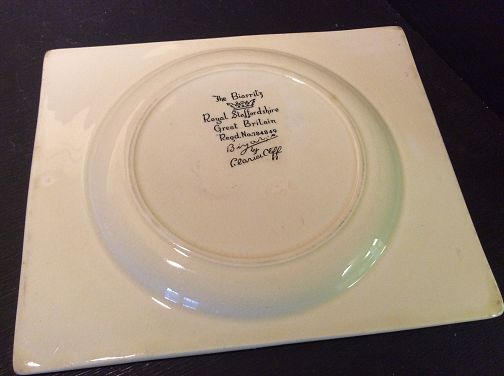 The Biarritz
Royal Staffordshire
Great Britain
Regd. No. 784849
Bizarre
by
Clarice Cliff